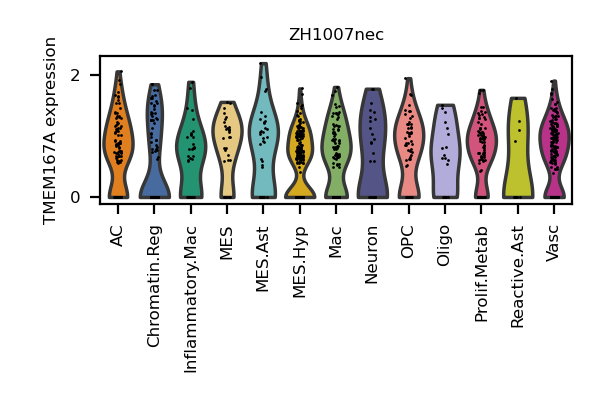 ZH1007nec
TMEM167A expression
2
0
AC
Chromatin.Reg
Inflammatory.Mac
MES
MES.Ast
MES.Hyp
Mac
Neuron
OPC
Oligo
Prolif.Metab
Reactive.Ast
Vasc